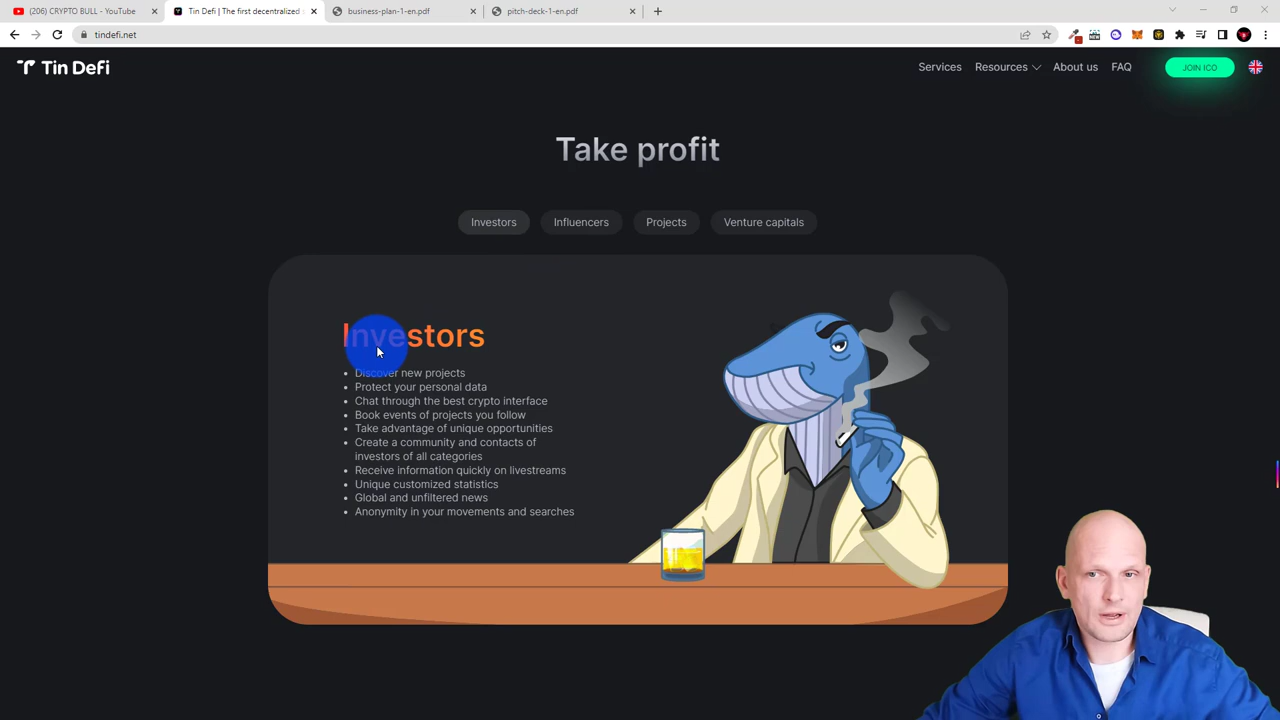 (206) CRYPTO BULL - YouTube
Tin Defi | The first decentralized
business-plan-1-en.pdf
pitch-deck-1-en.pdf
tindefi.net
Tin Defi
Services
Resources
About us
FAQ
JOIN ICO
Take profit
Investors
Influencers
Projects
Venture capitals
Investors
Discover new projects
Protect your personal data
Chat through the best crypto interface
Book events of projects you follow
Take advantage of unique opportunities
Create a community and contacts of
investors of all categories
Receive information quickly on livestreams
Unique customized statistics
Global and unfiltered news
Anonymity in your movements and searches